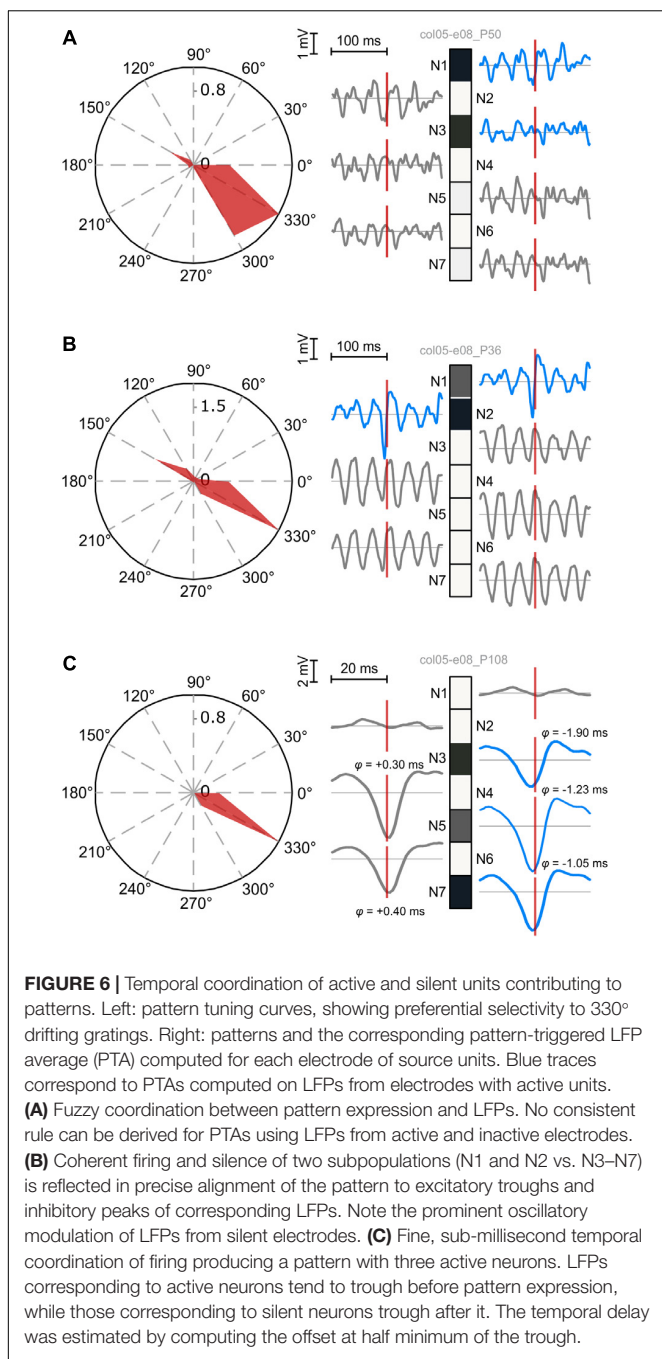 A
90°
120°
60°
0.8
150°
30°
180°
0
0°
210°
330°
240°
300°
270°
1 mV
100 ms
col05-e08_P50
N1
N2
N3
N4
N5
N6
N7
B
90°
120°
60°
1.5
150°
30°
180°
0
0°
210°
330°
240°
300°
270°
1 mV
100 ms
col05-e08_P36
N1
N2
N3
N4
N5
N6
N7
C
90°
120°
60°
0.8
150°
30°
180°
0
0°
210°
330°
240°
300°
270°
2 mV
20 ms
col05-e08_P108
N1
N2
N3
N4
N5
N6
N7
φ = +0.30 ms
φ = +0.40 ms
φ = -1.90 ms
φ = -1.23 ms
φ = -1.05 ms
FIGURE 6 | Temporal coordination of active and silent units contributing to
patterns. Left: pattern tuning curves, showing preferential selectivity to 330°
drifting gratings. Right: patterns and the corresponding pattern-triggered LFP
average (PTA) computed for each electrode of source units. Blue traces
correspond to PTAs computed on LFPs from electrodes with active units.
(A) Fuzzy coordination between pattern expression and LFPs. No consistent
rule can be derived for PTAs using LFPs from active and inactive electrodes.
(B) Coherent firing and silence of two subpopulations (N1 and N2 vs. N3–N7)
is reflected in precise alignment of the pattern to excitatory troughs and
inhibitory peaks of corresponding LFPs. Note the prominent oscillatory
modulation of LFPs from silent electrodes. (C) Fine, sub-millisecond temporal
coordination of firing producing a pattern with three active neurons. LFPs
corresponding to active neurons tend to trough before pattern expression,
while those corresponding to silent neurons trough after it. The temporal delay
was estimated by computing the offset at half minimum of the trough.